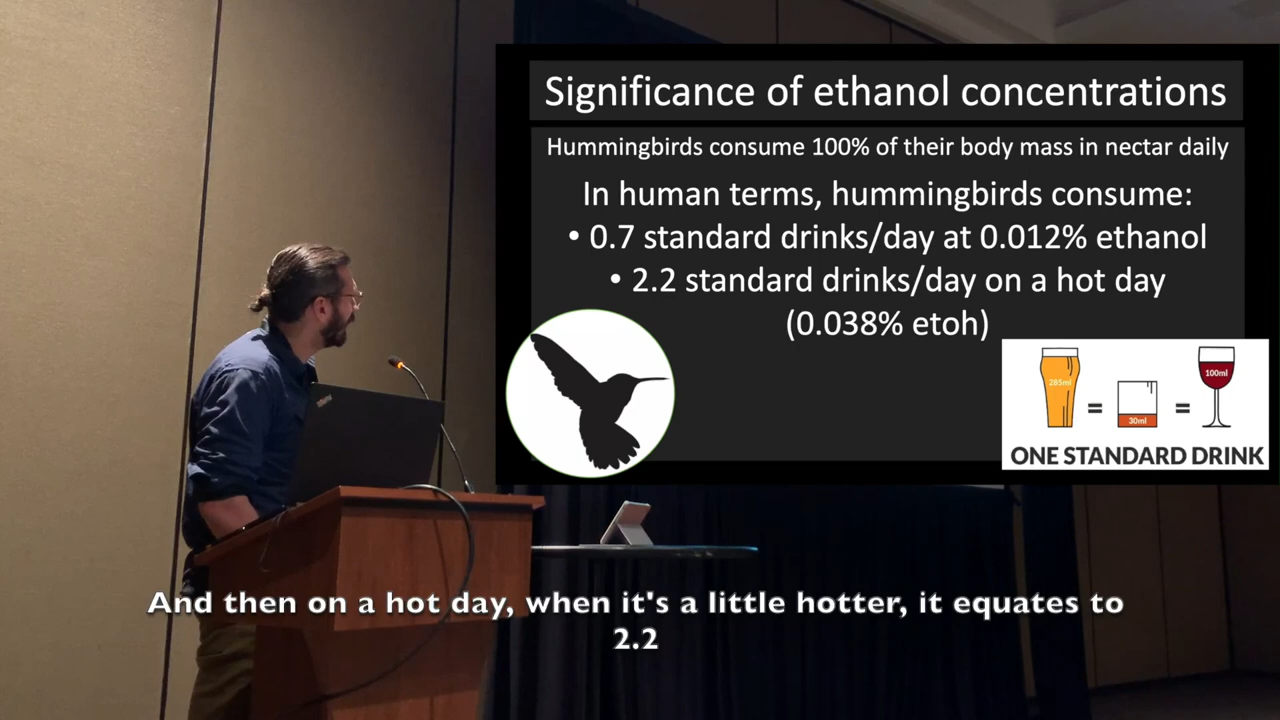 Significance of ethanol concentrations
Hummingbirds consume 100% of their body mass in nectar daily
In human terms, hummingbirds consume:
• 0.7 standard drinks/day at 0.012% ethanol
• 2.2 standard drinks/day on a hot day
(0.038% etoh)
285ml
=
30ml
=
100ml
ONE STANDARD DRINK
And then on a hot day, when it's a little hotter, it equates to
2.2